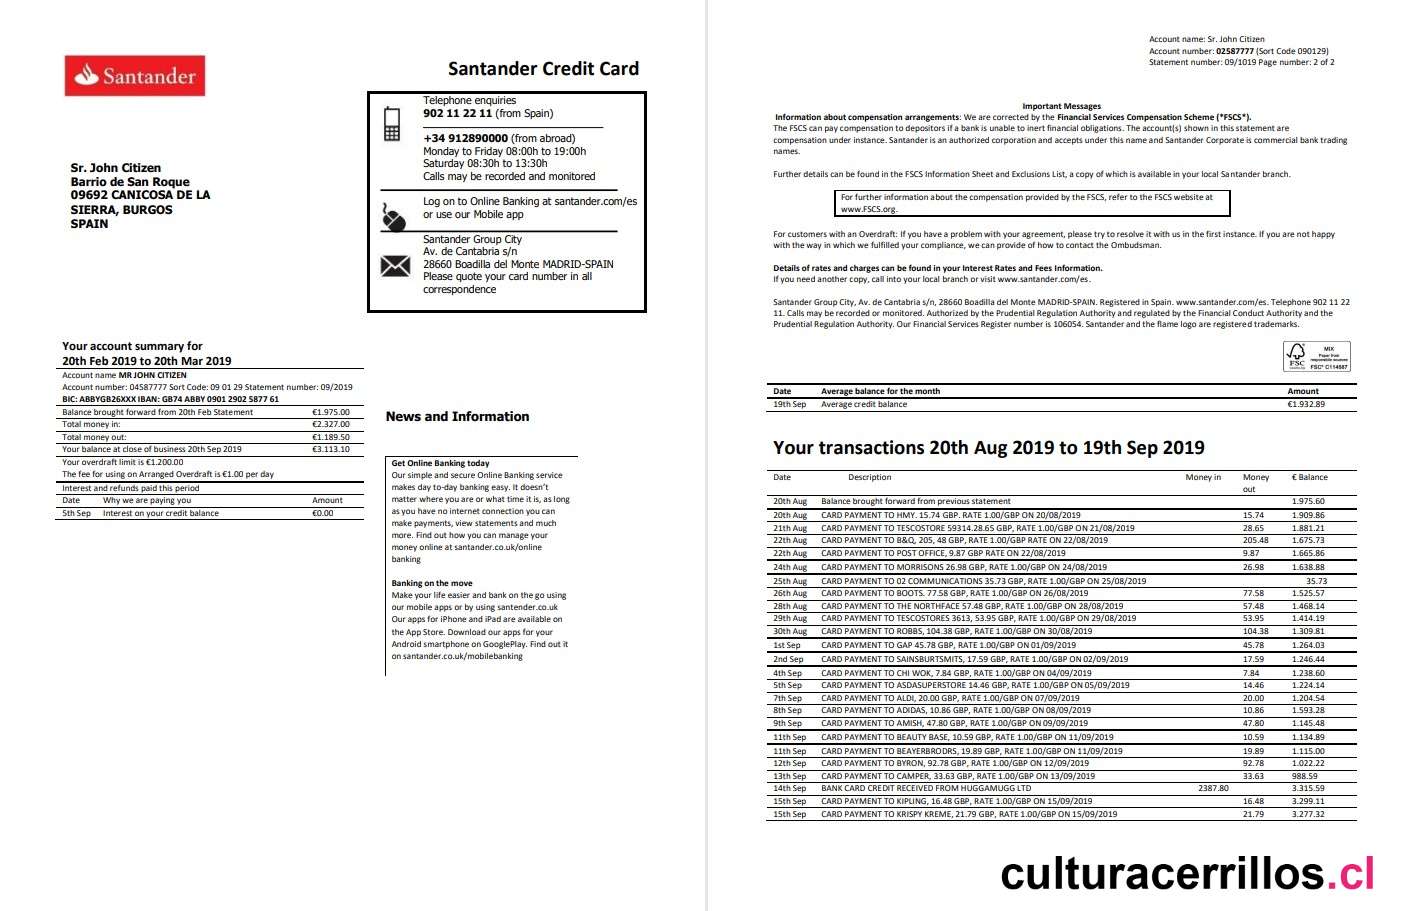 Santander
Santander Credit Card
Telephone enquiries
902 11 22 11 (from Spain)
+34 912890000 (from abroad)
Monday to Friday 08:00h to 19:00h
Saturday 08:30h to 13:30h
Calls may be recorded and monitored
Log on to Online Banking at santander.com/es
or use our Mobile app
Santander Group City
Av. de Cantabria s/n
28660 Boadilla del Monte MADRID-SPAIN
Please quote your card number in all
correspondence
Sr. John Citizen
Barrio de San Roque
09692 CANICOSA DE LA
SIERRA, BURGOS
SPAIN
Your account summary for
20th Feb 2019 to 20th Mar 2019
Account name MR JOHN CITIZEN
Account number: 04587777 Sort Code: 09 01 29 Statement number: 09/2019
BIC: ABBYGB26XXX IBAN: GB74 ABBY 0901 2902 5877 61
Balance brought forward from 20th Feb Statement €1.975.00
Total money in: €2.327.00
Total money out: €1.189.50
Your balance at close of business 20th Sep 2019 €3.113.10
Your overdraft limit is €1.200.00
The fee for using on Arranged Overdraft is €1.00 per day
Interest and refunds paid this period
Date Why we are paying you Amount
5th Sep Interest on your credit balance €0.00
News and Information
Get Online Banking today
Our simple and secure Online Banking service
makes day to-day banking easy. It doesn't
matter where you are or what time it is, as long
as you have no internet connection you can
make payments, view statements and much
more. Find out how you can manage your
money online at santander.co.uk/online
banking
Banking on the move
Make your life easier and bank on the go using
our mobile apps or by using santander.co.uk
Our apps for iPhone and iPad are available on
the App Store. Download our apps for your
Android smartphone on GooglePlay. Find out it
on santander.co.uk/mobilebanking
Account name: Sr. John Citizen
Account number: 02587777 (Sort Code 090129)
Statement number: 09/1019 Page number: 2 of 2
Important Messages
Information about compensation arrangements: We are corrected by the Financial Services Compensation Scheme (*FSCS*).
The FSCS can pay compensation to depositors if a bank is unable to inert financial obligations. The account(s) shown in this statement are
compensation under instance. Santander is an authorized corporation and accepts under this name and Santander Corporate is commercial bank trading
names.
Further details can be found in the FSCS Information Sheet and Exclusions List, a copy of which is available in your local Santander branch.
For further information about the compensation provided by the FSCS, refer to the FSCS website at
www.FSCS.org.
For customers with an Overdraft: If you have a problem with your agreement, please try to resolve it with us in the first instance. If you are not happy
with the way in which we fulfilled your compliance, we can provide of how to contact the Ombudsman.
Details of rates and charges can be found in your Interest Rates and Fees Information.
If you need another copy, call into your local branch or visit www.santander.com/es.
Santander Group City, Av. de Cantabria s/n, 28660 Boadilla del Monte MADRID-SPAIN. Registered in Spain. www.santander.com/es. Telephone 902 11 22
11. Calls may be recorded or monitored. Authorized by the Prudential Regulation Authority and regulated by the Financial Conduct Authority and the
Prudential Regulation Authority. Our Financial Services Register number is 106054. Santander and the flame logo are registered trademarks.
FSC
MIX
Paper from
responsible sources
FSC® C114687
Date Average balance for the month Amount
19th Sep Average credit balance €1.932.89
Your transactions 20th Aug 2019 to 19th Sep 2019
Date Description Money in Money out € Balance
20th Aug Balance brought forward from previous statement 1.975.60
20th Aug CARD PAYMENT TO HMY. 15.74 GBP. RATE 1.00/GBP ON 20/08/2019 15.74 1.909.86
21th Aug CARD PAYMENT TO TESCOSTORE 59314.28.65 GBP, RATE 1.00/GBP ON 21/08/2019 28.65 1.881.21
22th Aug CARD PAYMENT TO B&Q, 205, 48 GBP, RATE 1.00/GBP RATE ON 22/08/2019 205.48 1.675.73
22th Aug CARD PAYMENT TO POST OFFICE, 9.87 GBP RATE ON 22/08/2019 9.87 1.665.86
24th Aug CARD PAYMENT TO MORRISONS 26.98 GBP, RATE 1.00/GBP ON 24/08/2019 26.98 1.638.88
25th Aug CARD PAYMENT TO 02 COMMUNICATIONS 35.73 GBP, RATE 1.00/GBP ON 25/08/2019 35.73
26th Aug CARD PAYMENT TO BOOTS. 77.58 GBP, RATE 1.00/GBP ON 26/08/2019 77.58 1.525.57
28th Aug CARD PAYMENT TO THE NORTHFACE 57.48 GBP, RATE 1.00/GBP ON 28/08/2019 57.48 1.468.14
29th Aug CARD PAYMENT TO TESCOSTORES 3613, 53.95 GBP, RATE 1.00/GBP ON 29/08/2019 53.95 1.414.19
30th Aug CARD PAYMENT TO ROBBS, 104.38 GBP, RATE 1.00/GBP ON 30/08/2019 104.38 1.309.81
1st Sep CARD PAYMENT TO GAP 45.78 GBP, RATE 1.00/GBP ON 01/09/2019 45.78 1.264.03
2nd Sep CARD PAYMENT TO SAINSBURTSMITS, 17.59 GBP, RATE 1.00/GBP ON 02/09/2019 17.59 1.246.44
4th Sep CARD PAYMENT TO CHI WOK, 7.84 GBP, RATE 1.00/GBP ON 04/09/2019 7.84 1.238.60
5th Sep CARD PAYMENT TO ASDASUPERSTORE 14.46 GBP, RATE 1.00/GBP ON 05/09/2019 14.46 1.224.14
7th Sep CARD PAYMENT TO ALDI, 20.00 GBP, RATE 1.00/GBP ON 07/09/2019 20.00 1.204.54
8th Sep CARD PAYMENT TO ADIDAS, 10.86 GBP, RATE 1.00/GBP ON 08/09/2019 10.86 1.593.28
9th Sep CARD PAYMENT TO AMISH, 47.80 GBP, RATE 1.00/GBP ON 09/09/2019 47.80 1.145.48
11th Sep CARD PAYMENT TO BEAUTY BASE, 10.59 GBP, RATE 1.00/GBP ON 11/09/2019 10.59 1.134.89
11th Sep CARD PAYMENT TO BEAYERBRODRS, 19.89 GBP, RATE 1.00/GBP ON 11/09/2019 19.89 1.115.00
12th Sep CARD PAYMENT TO BYRON, 92.78 GBP, RATE 1.00/GBP ON 12/09/2019 92.78 1.022.22
13th Sep CARD PAYMENT TO CAMPER, 33.63 GBP, RATE 1.00/GBP ON 13/09/2019 33.63 988.59
14th Sep BANK CARD CREDIT RECEIVED FROM HUGGAMUGG LTD 2387.80 3.315.59
15th Sep CARD PAYMENT TO KIPLING, 16.48 GBP, RATE 1.00/GBP ON 15/09/2019 16.48 3.299.11
15th Sep CARD PAYMENT TO KRISPY KREME, 21.79 GBP, RATE 1.00/GBP ON 15/09/2019 21.79 3.277.32
culturacerrillos.cl